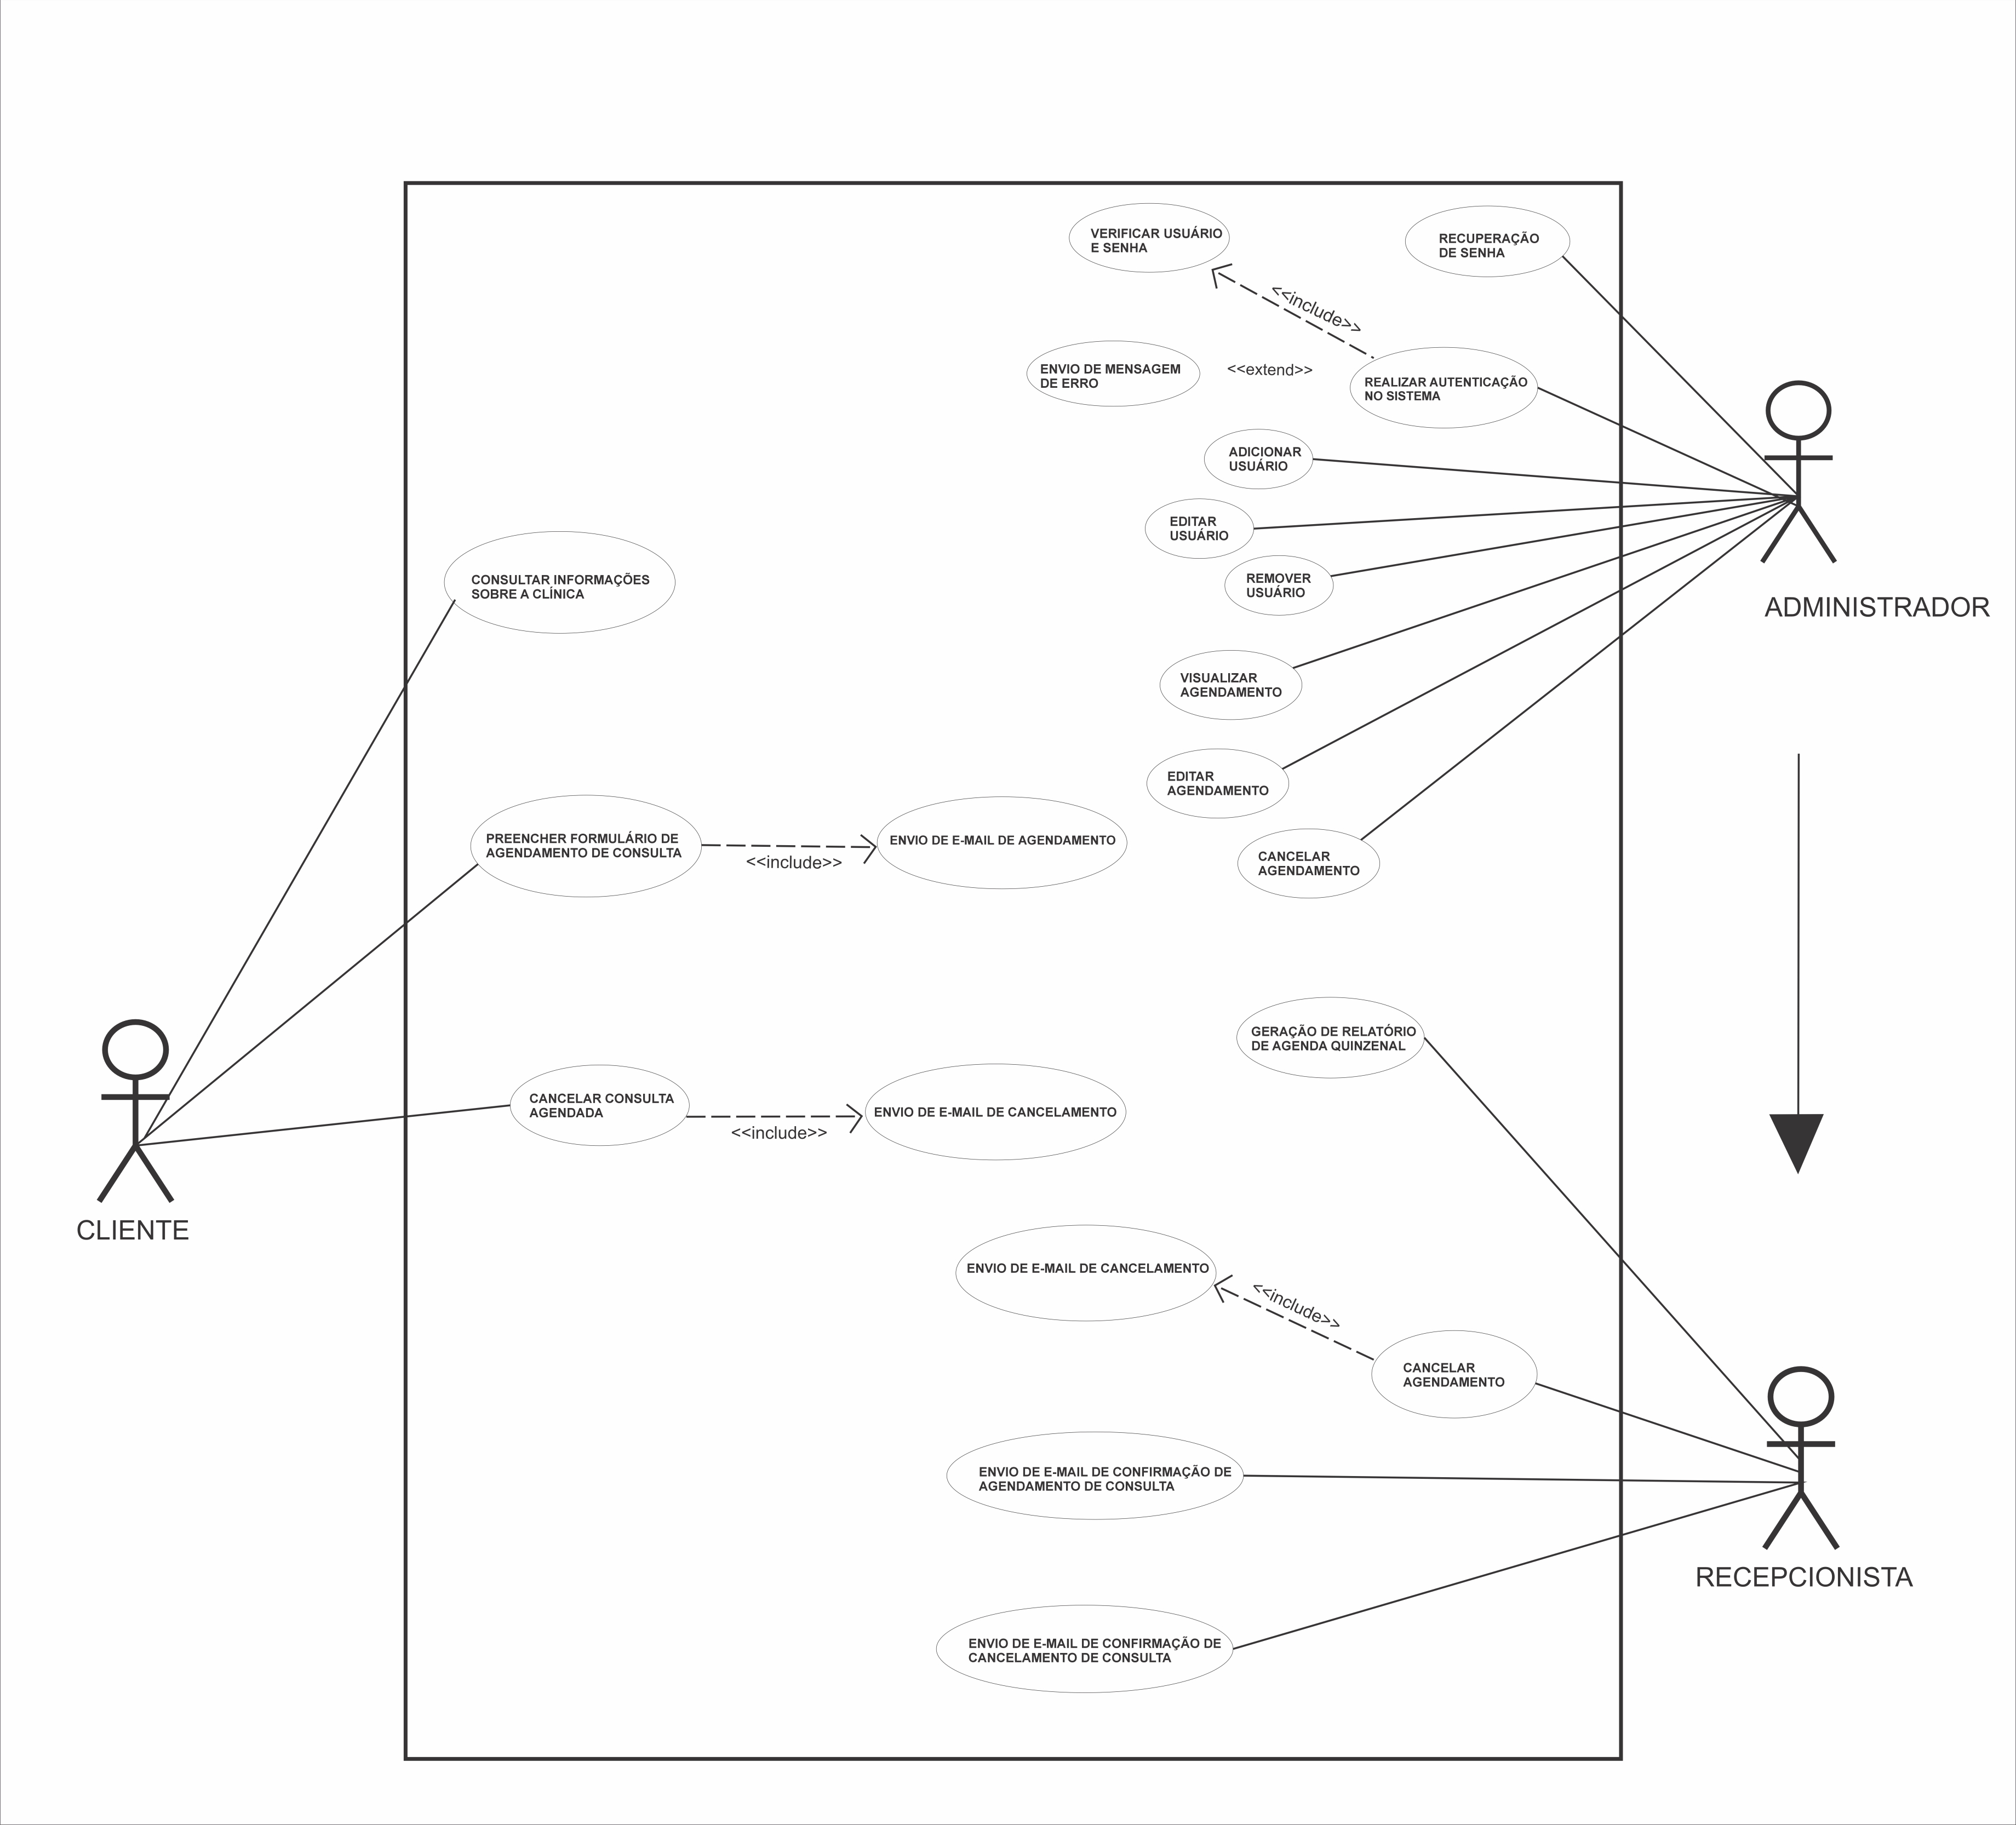 VERIFICAR USUÁRIO
E SENHA
RECUPERAÇÃO
DE SENHA
<<include>>
ENVIO DE MENSAGEM
DE ERRO
<<extend>>
REALIZAR AUTENTICAÇÃO
NO SISTEMA
ADICIONAR
USUÁRIO
EDITAR
USUÁRIO
REMOVER
USUÁRIO
ADMINISTRADOR
CONSULTAR INFORMAÇÕES
SOBRE A CLÍNICA
VISUALIZAR
AGENDAMENTO
EDITAR
AGENDAMENTO
PREENCHER FORMULÁRIO DE
AGENDAMENTO DE CONSULTA
<<include>>
ENVIO DE E-MAIL DE AGENDAMENTO
CANCELAR
AGENDAMENTO
GERAÇÃO DE RELATÓRIO
DE AGENDA QUINZENAL
CANCELAR CONSULTA
AGENDADA
<<include>>
ENVIO DE E-MAIL DE CANCELAMENTO
CLIENTE
ENVIO DE E-MAIL DE CANCELAMENTO
<<include>>
CANCELAR
AGENDAMENTO
ENVIO DE E-MAIL DE CONFIRMAÇÃO DE
AGENDAMENTO DE CONSULTA
RECEPCIONISTA
ENVIO DE E-MAIL DE CONFIRMAÇÃO DE
CANCELAMENTO DE CONSULTA